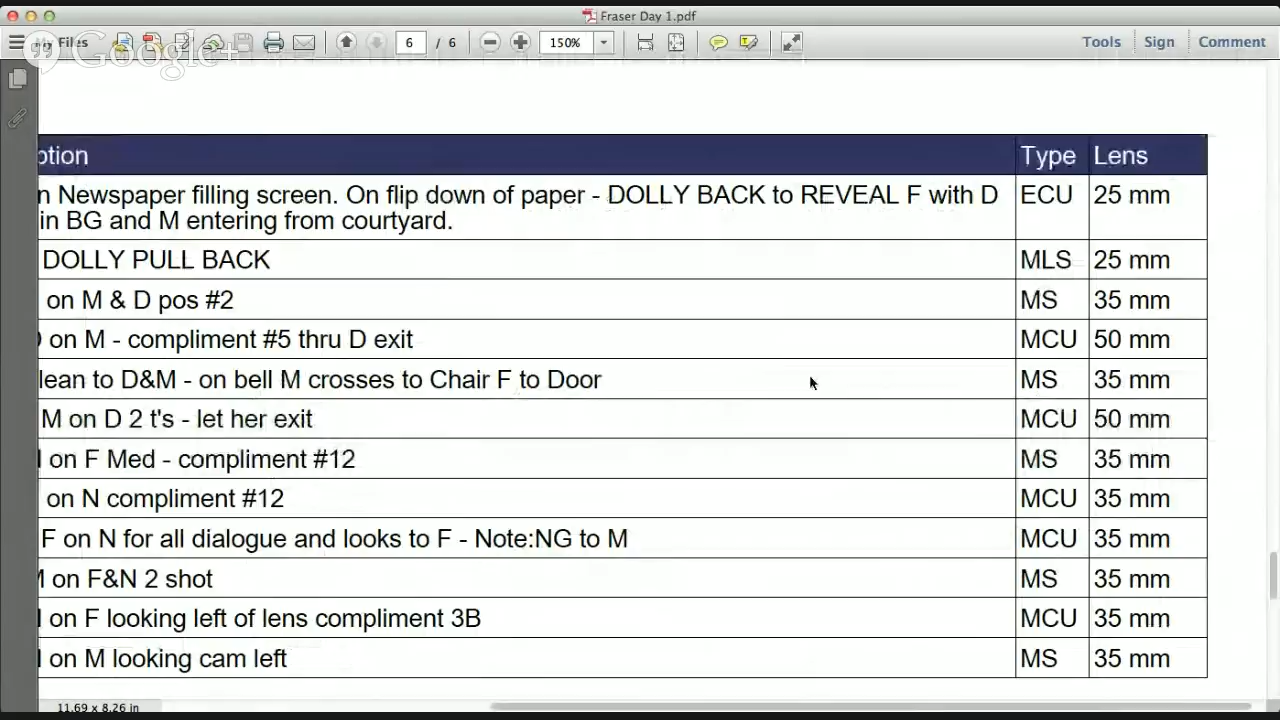 Fraser Day 1.pdf
My Files
Google+
6 / 6
150%
Tools Sign Comment
ption Type Lens
n Newspaper filling screen. On flip down of paper - DOLLY BACK to REVEAL F with D ECU 25 mm
in BG and M entering from courtyard.
DOLLY PULL BACK MLS 25 mm
on M & D pos #2 MS 35 mm
on M - compliment #5 thru D exit MCU 50 mm
lean to D&M - on bell M crosses to Chair F to Door MS 35 mm
M on D 2 t's - let her exit MCU 50 mm
on F Med - compliment #12 MS 35 mm
on N compliment #12 MCU 35 mm
F on N for all dialogue and looks to F - Note:NG to M MCU 35 mm
M on F&N 2 shot MS 35 mm
on F looking left of lens compliment 3B MCU 35 mm
on M looking cam left MS 35 mm
11.69 x 8.26 in